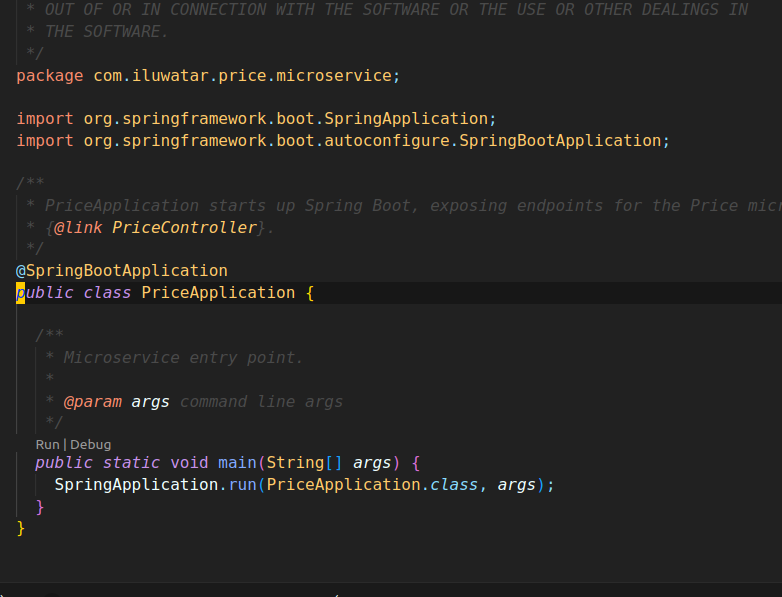 * OUT OF OR IN CONNECTION WITH THE SOFTWARE OR THE USE OR OTHER DEALINGS IN
* THE SOFTWARE.
*/
package com.iluwatar.price.microservice;
import org.springframework.boot.SpringApplication;
import org.springframework.boot.autoconfigure.SpringBootApplication;
/**
* PriceApplication starts up Spring Boot, exposing endpoints for the Price
* {@link PriceController}.
*/
@SpringBootApplication
public class PriceApplication {
/**
* Microservice entry point.
*
* @param args command line args
*/
Run | Debug
public static void main(String[] args) {
SpringApplication.run(PriceApplication.class, args);
}
}